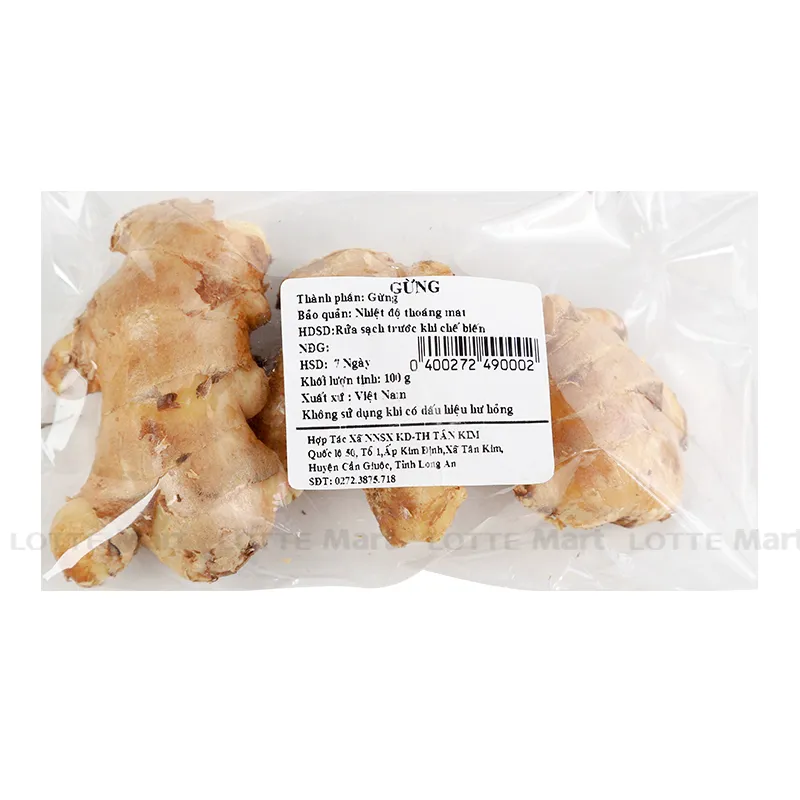 GỪNG
Thành phần: Gừng
Bảo quản: Nhiệt độ thoáng mát
HDSD:Rửa sạch trước khi chế biến
NĐG:
HSD: 7 Ngày
0 400272 490002
Khối lượn tịnh: 100 g
Xuất xứ : Việt Nam
Không sử dụng khi có dấu hiệu hư hỏng
Hợp Tác Xã NNSX KD-TH TÂN KIM
Quốc lộ 50, Tổ 1,Ấp Kim Định,Xã Tân Kim,
Huyện Cần Giuộc, Tỉnh Long An
SĐT: 0272.3875.718
LOTTE Mart LOTTE Mart LOTTE Mart